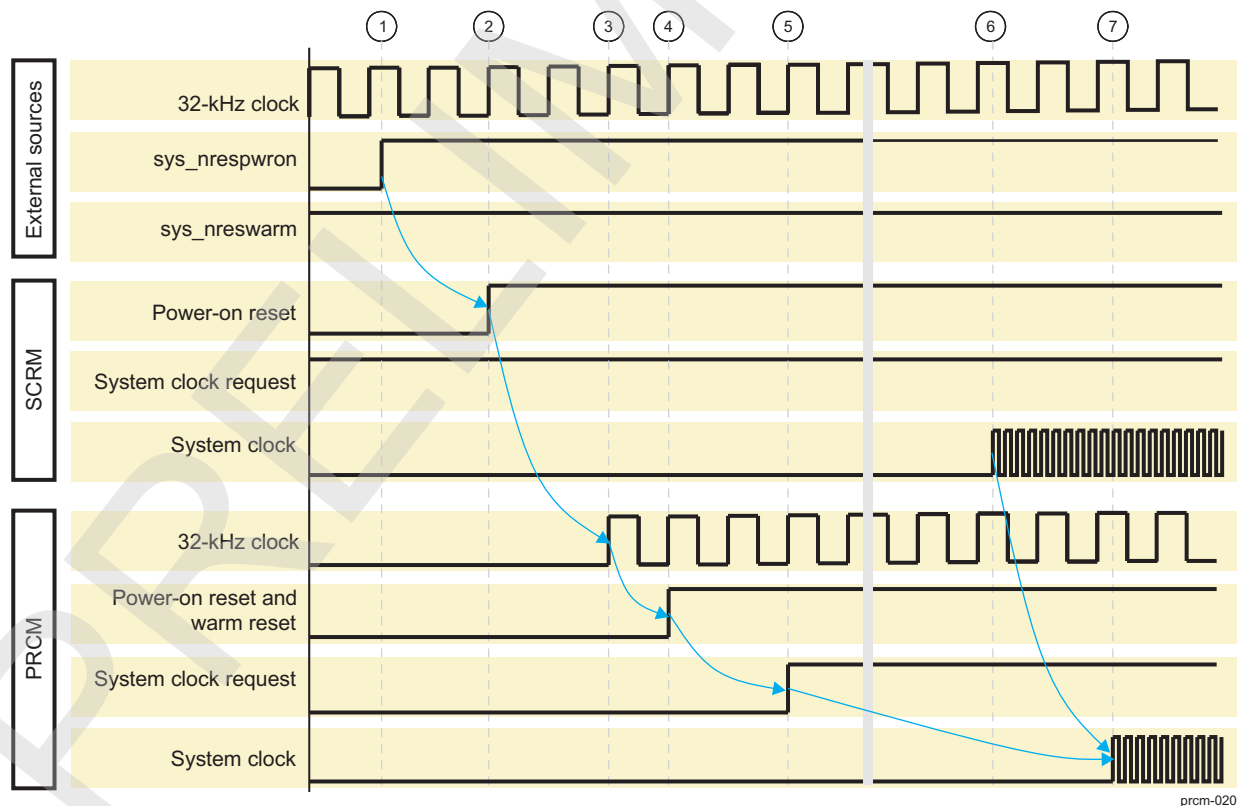 1 2 3 4 5 6 7
External sources
32-kHz clock
sys_nrespwron
sys_nreswarm
SCRM
Power-on reset
System clock request
System clock
PRCM
32-kHz clock
Power-on reset and
warm reset
System clock request
System clock
prcm-020
PRELIM